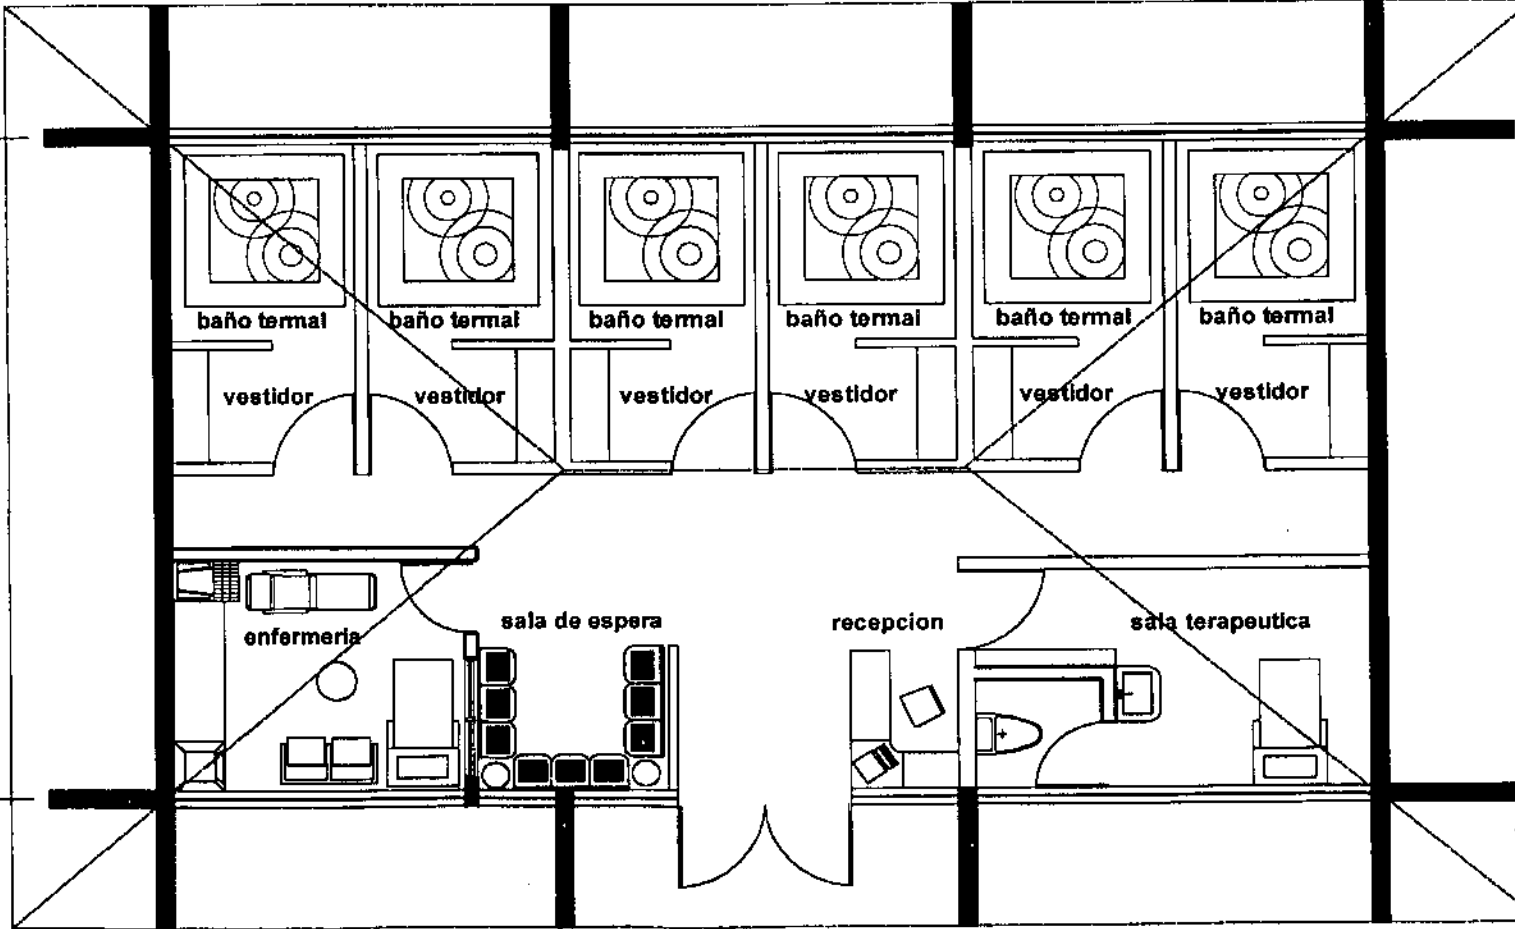 baño termal
baño termal
baño termal
baño termal
baño termal
baño termal
vestidor
vestidor
vestidor
vestidor
vestidor
vestidor
enfermeria
sala de espera
recepcion
sala terapeutica